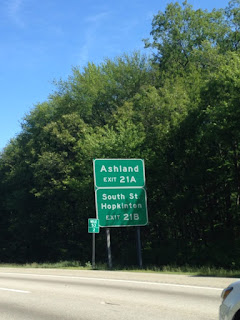 Ashland
EXIT 21A
South St
Hopkinton
EXIT 21B